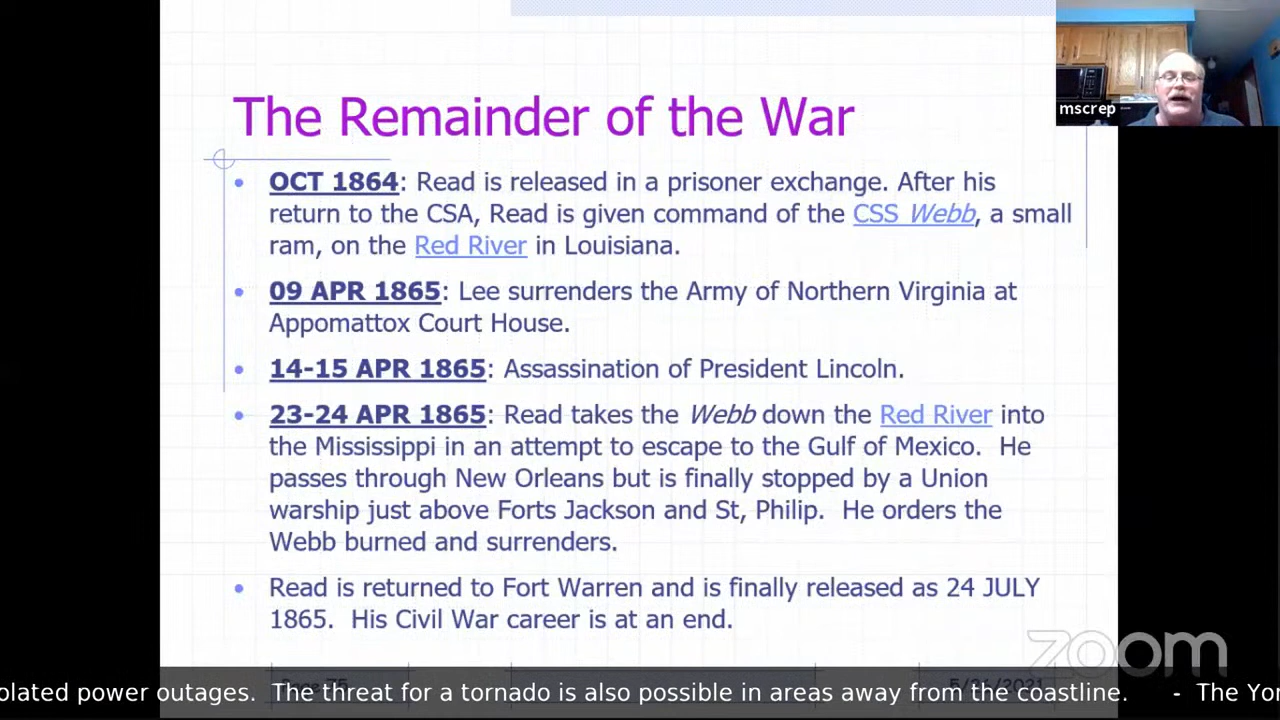 mscrep
The Remainder of the War
• OCT 1864: Read is released in a prisoner exchange. After his
return to the CSA, Read is given command of the CSS Webb, a small
ram, on the Red River in Louisiana.
• 09 APR 1865: Lee surrenders the Army of Northern Virginia at
Appomattox Court House.
• 14-15 APR 1865: Assassination of President Lincoln.
• 23-24 APR 1865: Read takes the Webb down the Red River into
the Mississippi in an attempt to escape to the Gulf of Mexico. He
passes through New Orleans but is finally stopped by a Union
warship just above Forts Jackson and St, Philip. He orders the
Webb burned and surrenders.
• Read is returned to Fort Warren and is finally released as 24 JULY
1865. His Civil War career is at an end.
zoom
olated power outages. The threat for a tornado is also possible in areas away from the coastline. - The Yor